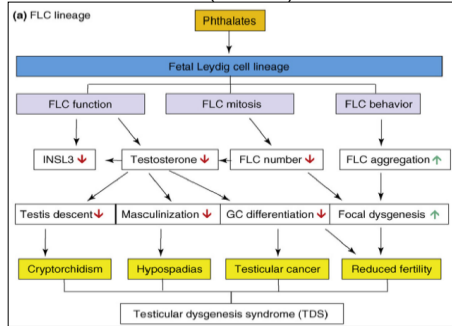 (a) FLC lineage
Phthalates
Fetal Leydig cell lineage
FLC function
FLC mitosis
FLC behavior
INSL3 ↓
Testosterone ↓
FLC number ↓
FLC aggregation ↑
Testis descent ↓
Masculinization ↓
GC differentiation ↓
Focal dysgenesis ↑
Cryptorchidism
Hypospadias
Testicular cancer
Reduced fertility
Testicular dysgenesis syndrome (TDS)